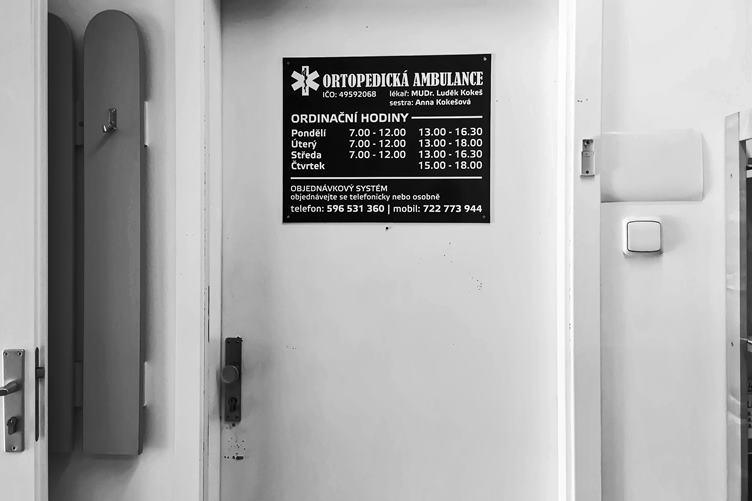 ORTOPEDICKÁ AMBULANCE
IČO: 49592068 lékař: MUDr. Luděk Kokeš
sestra: Anna Kokešová
ORDINAČNÍ HODINY
Pondělí 7.00 - 12.00 13.00 - 16.30
Úterý 7.00 - 12.00 13.00 - 18.00
Středa 7.00 - 12.00 13.00 - 16.30
Čtvrtek 15.00 - 18.00
OBJEDNÁVKOVÝ SYSTÉM
objednávejte se telefonicky nebo osobně
telefon: 596 531 360 | mobil: 722 773 944